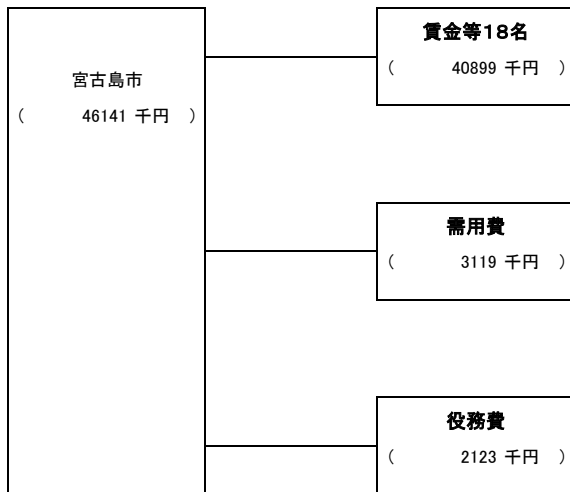 宮古島市
（ 46141 千円 ）
賃金等１８名
（ 40899 千円 ）
需用費
（ 3119 千円 ）
役務費
（ 2123 千円 ）